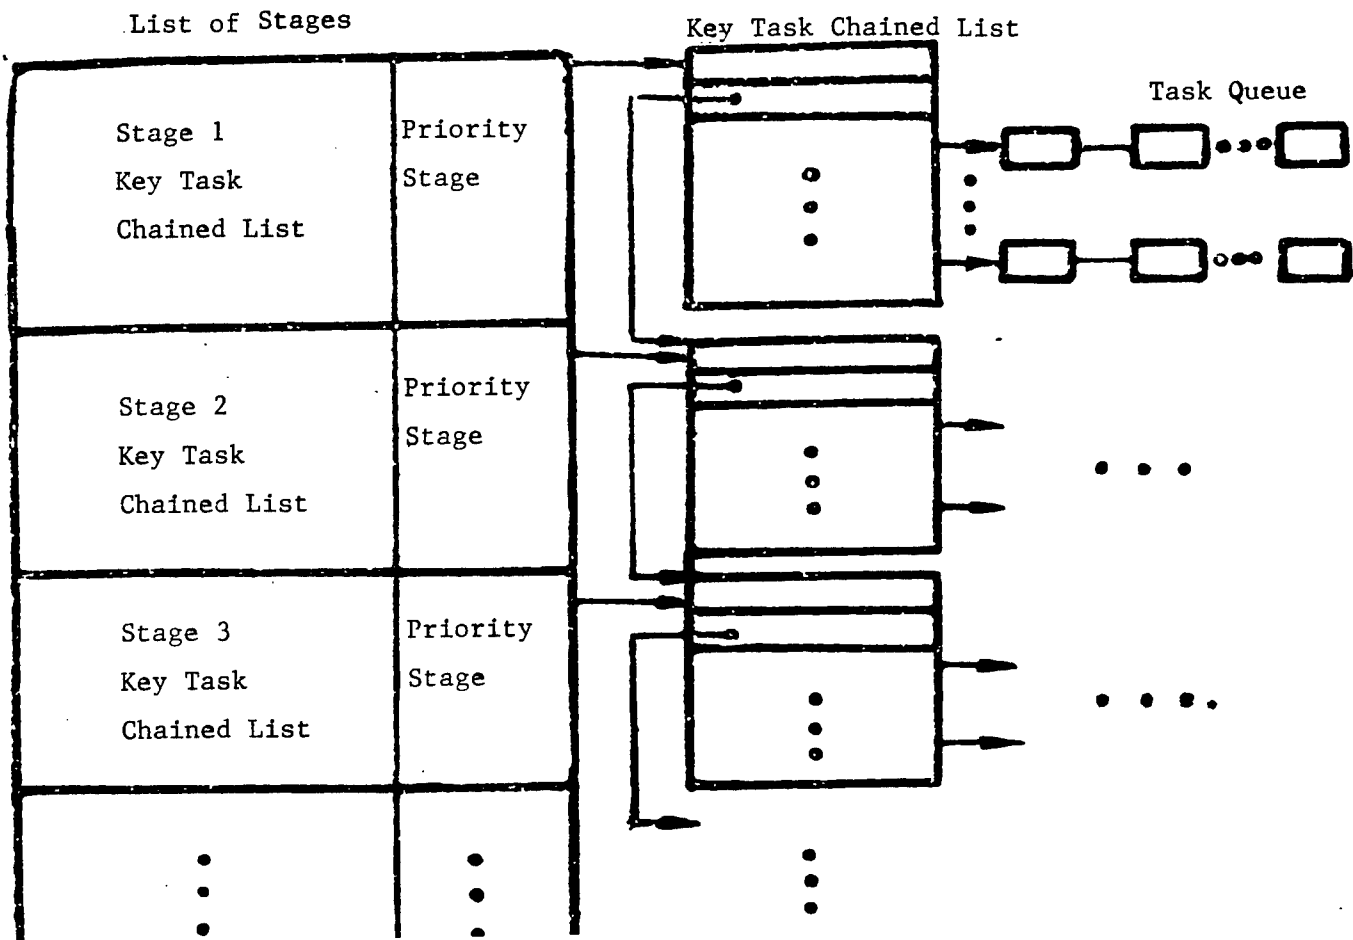 List of Stages
Key Task Chained List
Task Queue
Stage 1
Key Task
Chained List
Priority
Stage
Stage 2
Key Task
Chained List
Priority
Stage
Stage 3
Key Task
Chained List
Priority
Stage